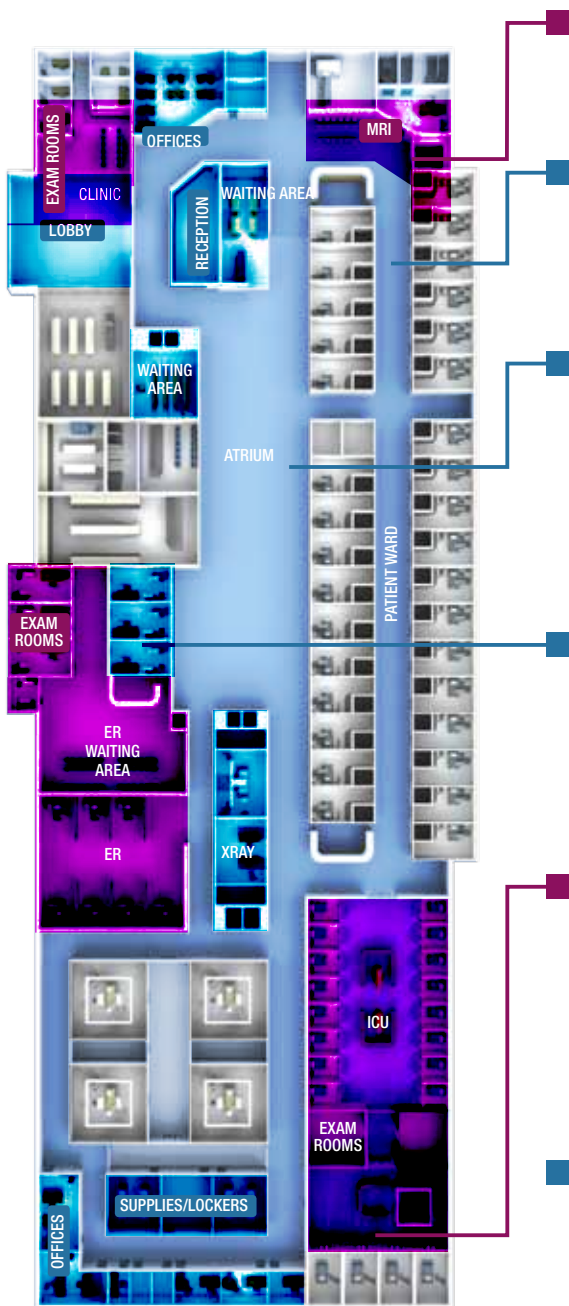 EXAM ROOMS
OFFICES
MRI
CLINIC
WAITING AREA
LOBBY
RECEPTION
WAITING
AREA
ATRIUM
PATIENT WARD
EXAM
ROOMS
ER
WAITING
AREA
ER
XRAY
ICU
EXAM
ROOMS
SUPPLIES/LOCKERS
OFFICES